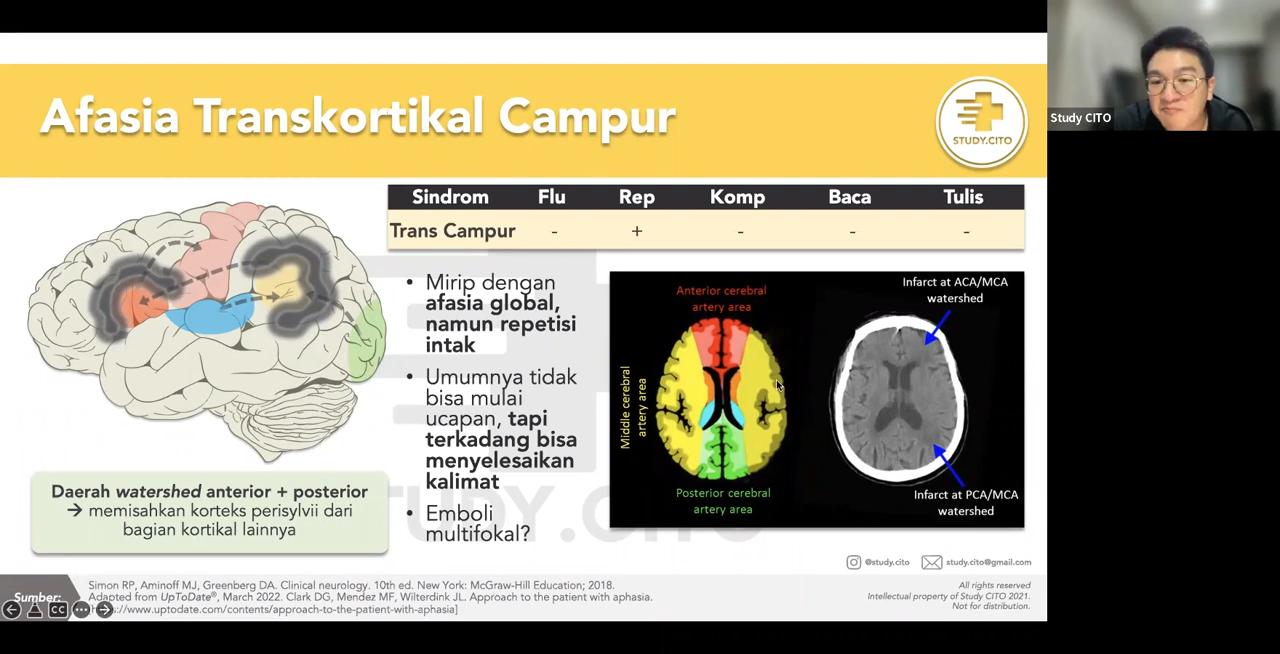 Afasia Transkortikal Campur
STUDY.CITO
Study CITO
Sindrom Flu Rep Komp Baca Tulis
Trans Campur - + - - -
• Mirip dengan
afasia global,
namun repetisi
intak
• Umumnya tidak
bisa mulai
ucapan, tapi
terkadang bisa
menyelesaikan
kalimat
• Emboli
multifokal?
Anterior cerebral
artery area
Middle cerebral
artery area
Posterior cerebral
artery area
Infarct at ACA/MCA
watershed
Infarct at PCA/MCA
watershed
Daerah watershed anterior + posterior
→ memisahkan korteks perisylvii dari
bagian kortikal lainnya
@study.cito study.cito@gmail.com
Sumber:
Simon RP, Aminoff MJ, Greenberg DA. Clinical neurology. 10th ed. New York: McGraw-Hill Education; 2018.
Adapted from UpToDate®, March 2022. Clark DG, Mendez MF, Wilterdink JL. Approach to the patient with aphasia.
://www.uptodate.com/contents/approach-to-the-patient-with-aphasia]
All rights reserved
Intellectual property of Study CITO 2021.
Not for distribution.
CC